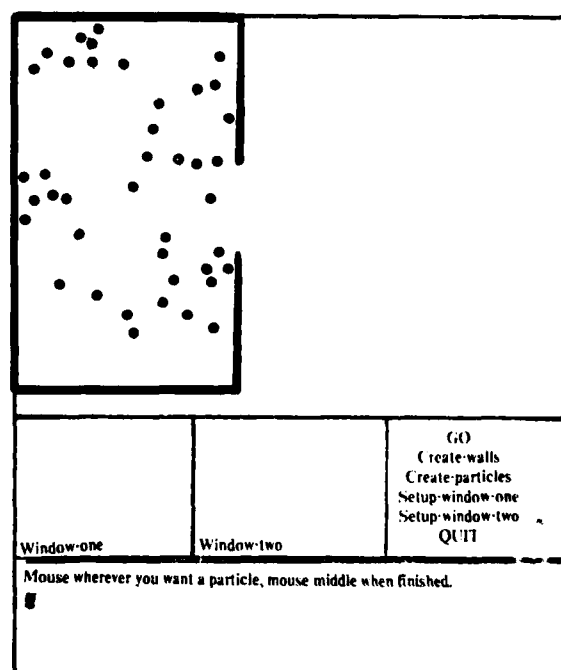 GO
Create-walls
Create-particles
Setup-window-one
Setup-window-two
QUIT
Window-one
Window-two
Mouse wherever you want a particle, mouse middle when finished.